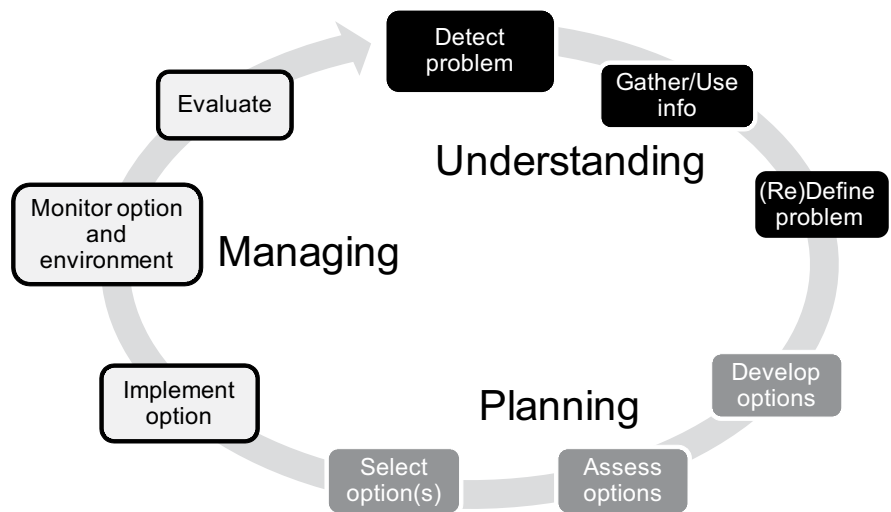 Detect
problem
Gather/Use
info
Understanding
(Re)Define
problem
Develop
options
Planning
Assess
options
Select
option(s)
Implement
option
Managing
Monitor option
and
environment
Evaluate